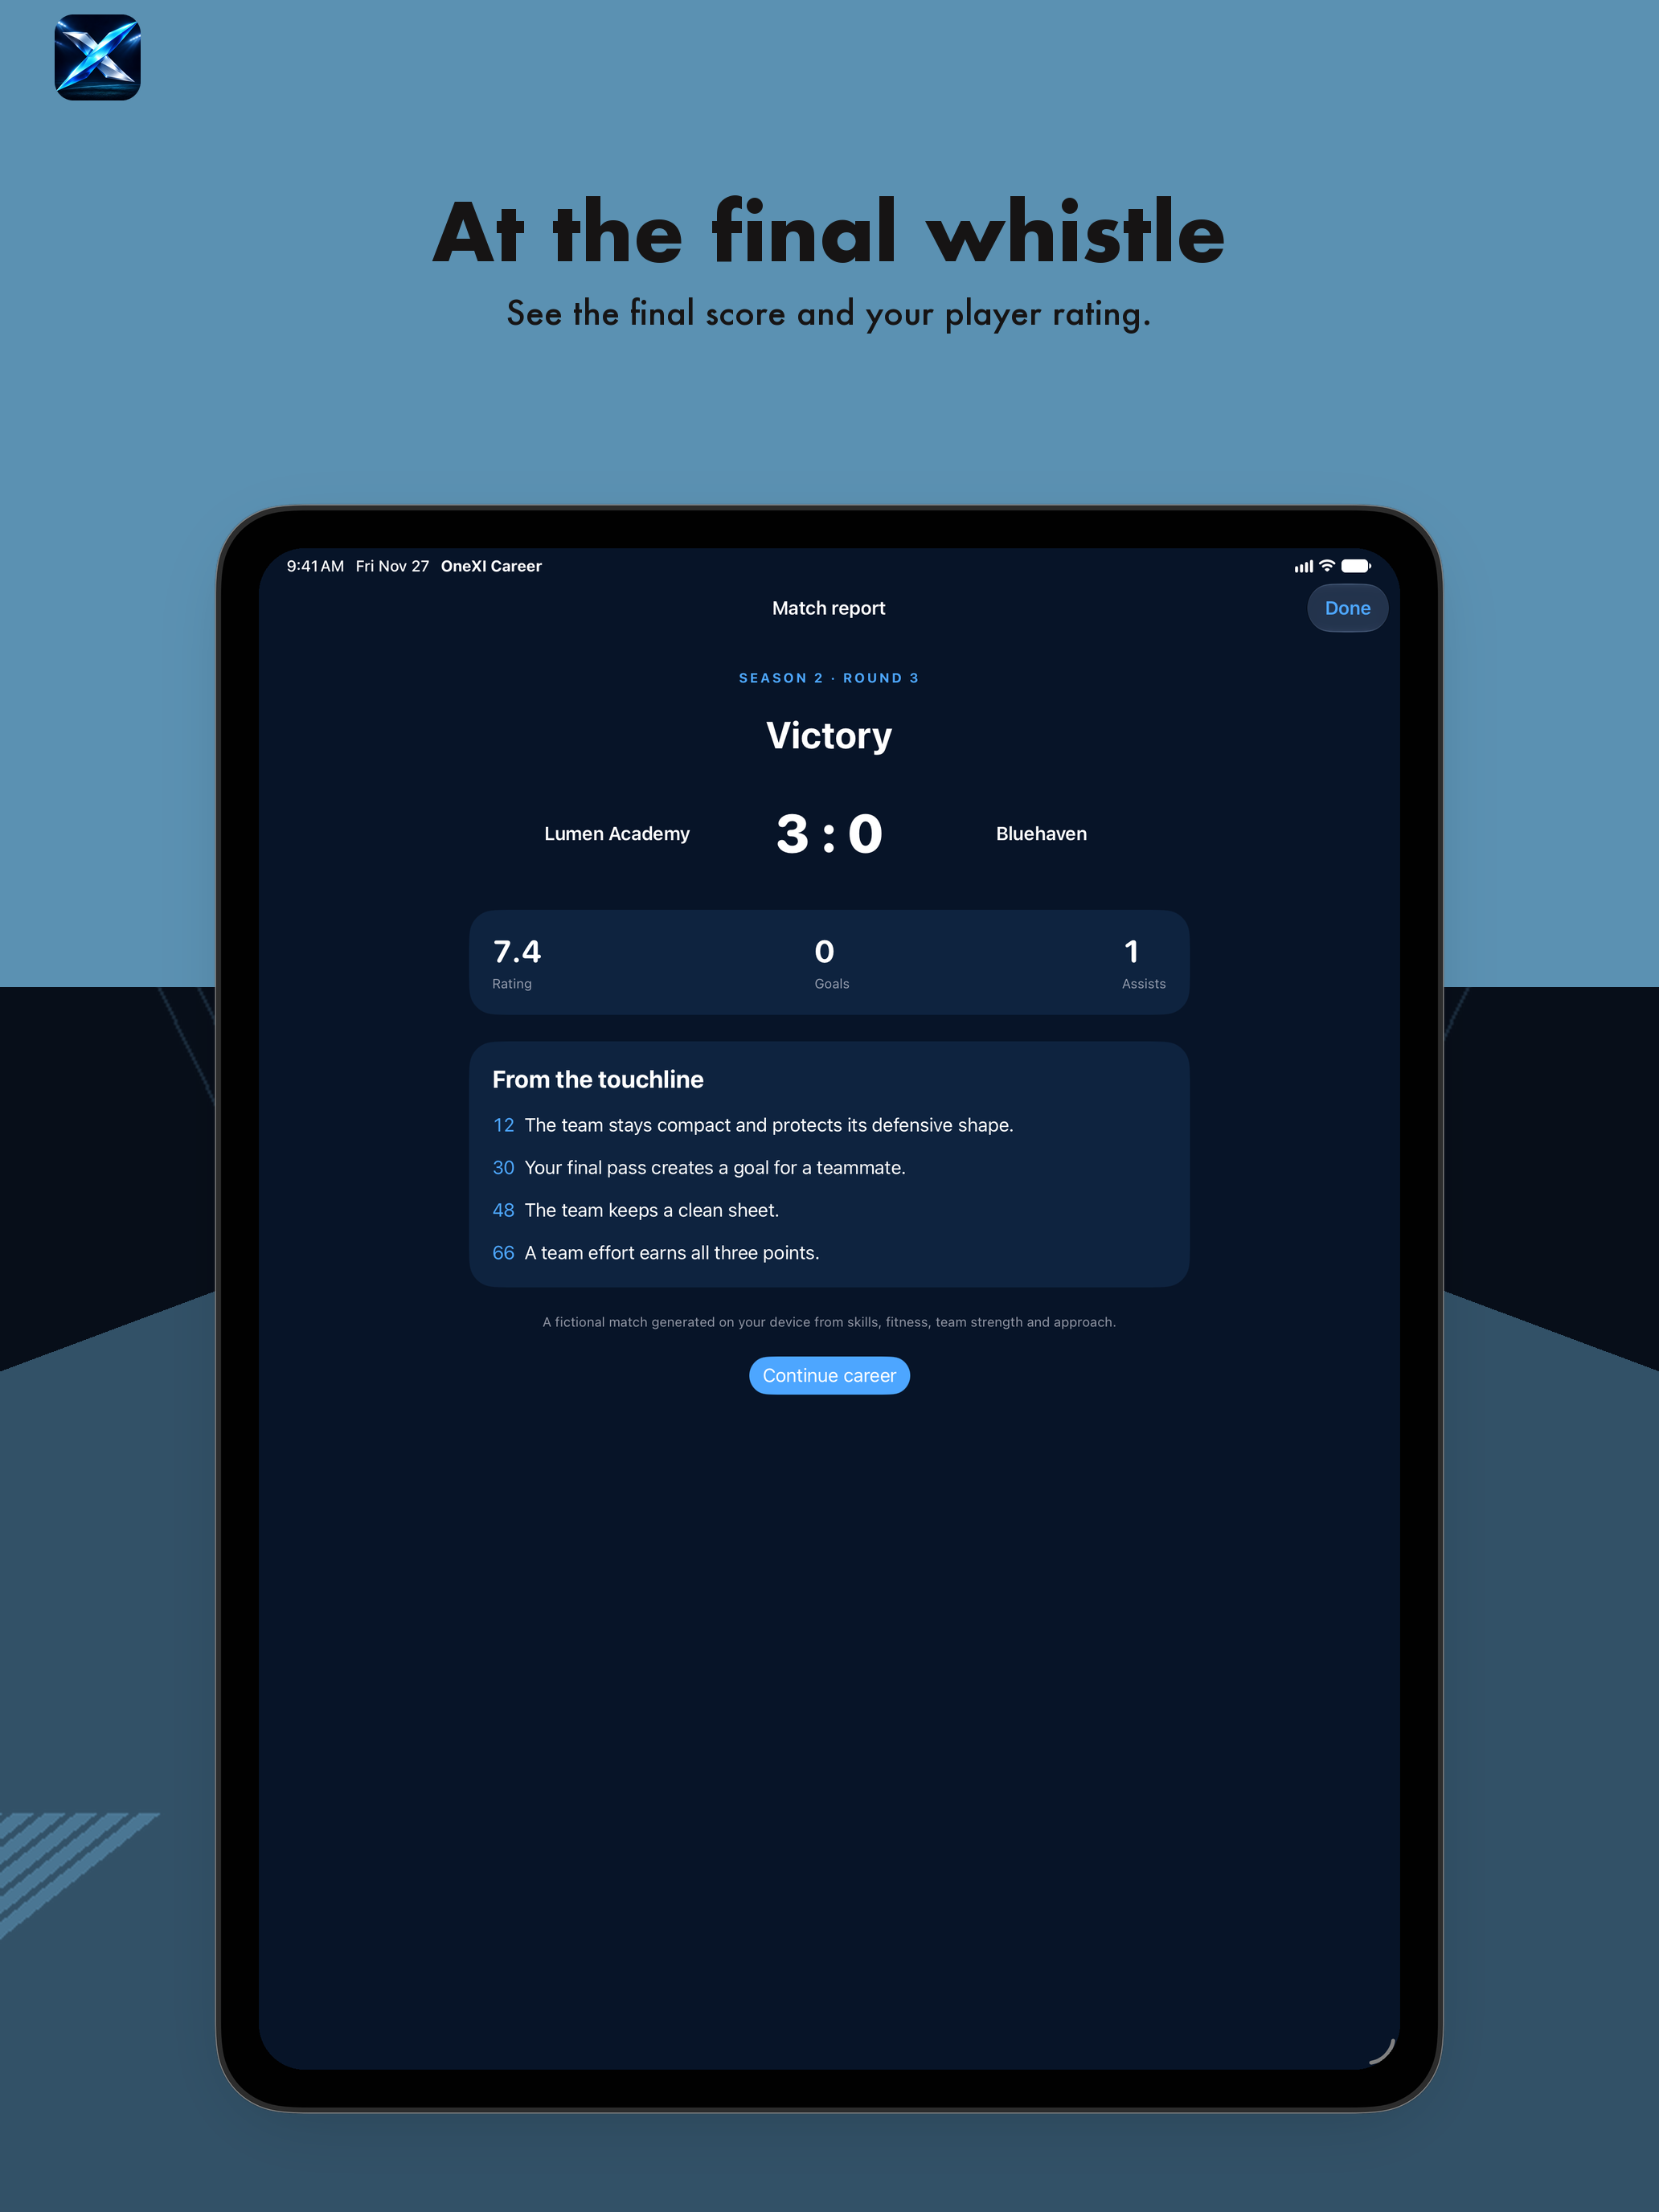 At the final whistle
See the final score and your player rating.
9:41 AM Fri Nov 27 OneXI Career
Match report
Done
SEASON 2 · ROUND 3
Victory
Lumen Academy 3 : 0 Bluehaven
7.4 0 1
Rating Goals Assists
From the touchline
12 The team stays compact and protects its defensive shape.
30 Your final pass creates a goal for a teammate.
48 The team keeps a clean sheet.
66 A team effort earns all three points.
A fictional match generated on your device from skills, fitness, team strength and approach.
Continue career